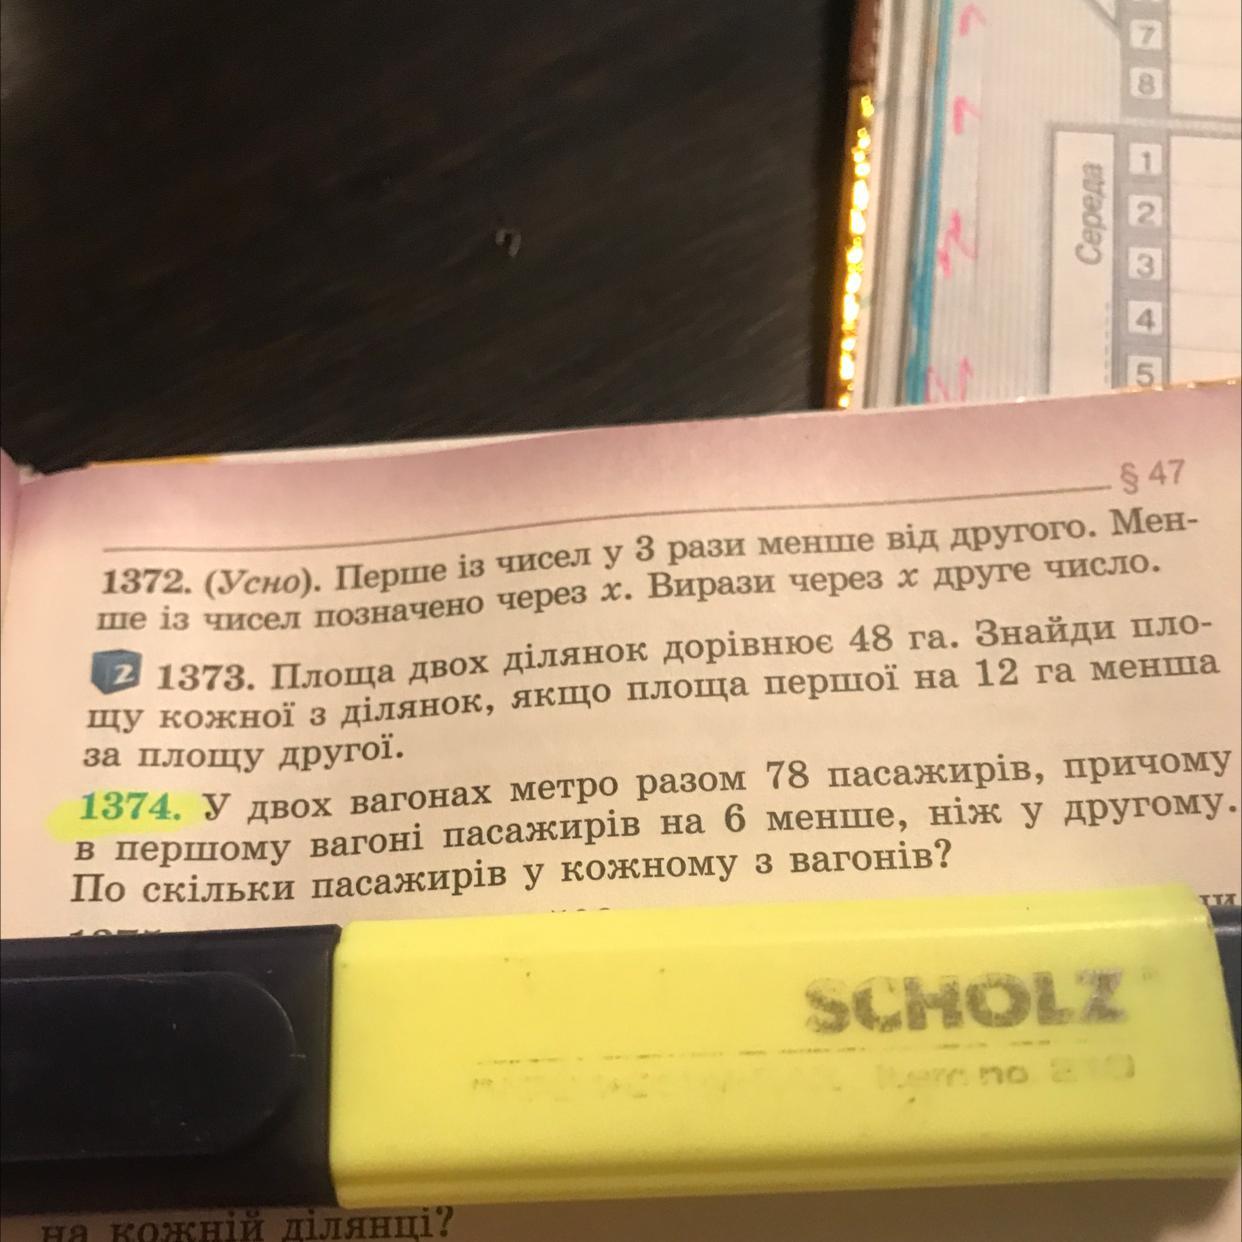 7
8
1
2
3
4
5
Середа
§ 47
1372. (Усно). Перше із чисел у 3 рази менше від другого. Мен-
ше із чисел позначено через x. Вирази через x друге число.
2 1373. Площа двох ділянок дорівнює 48 га. Знайди пло-
щу кожної з ділянок, якщо площа першої на 12 га менша
за площу другої.
1374. У двох вагонах метро разом 78 пасажирів, причому
в першому вагоні пасажирів на 6 менше, ніж у другому.
По скільки пасажирів у кожному з вагонів?
SCHOLZ
item no
на кожній ділянці?